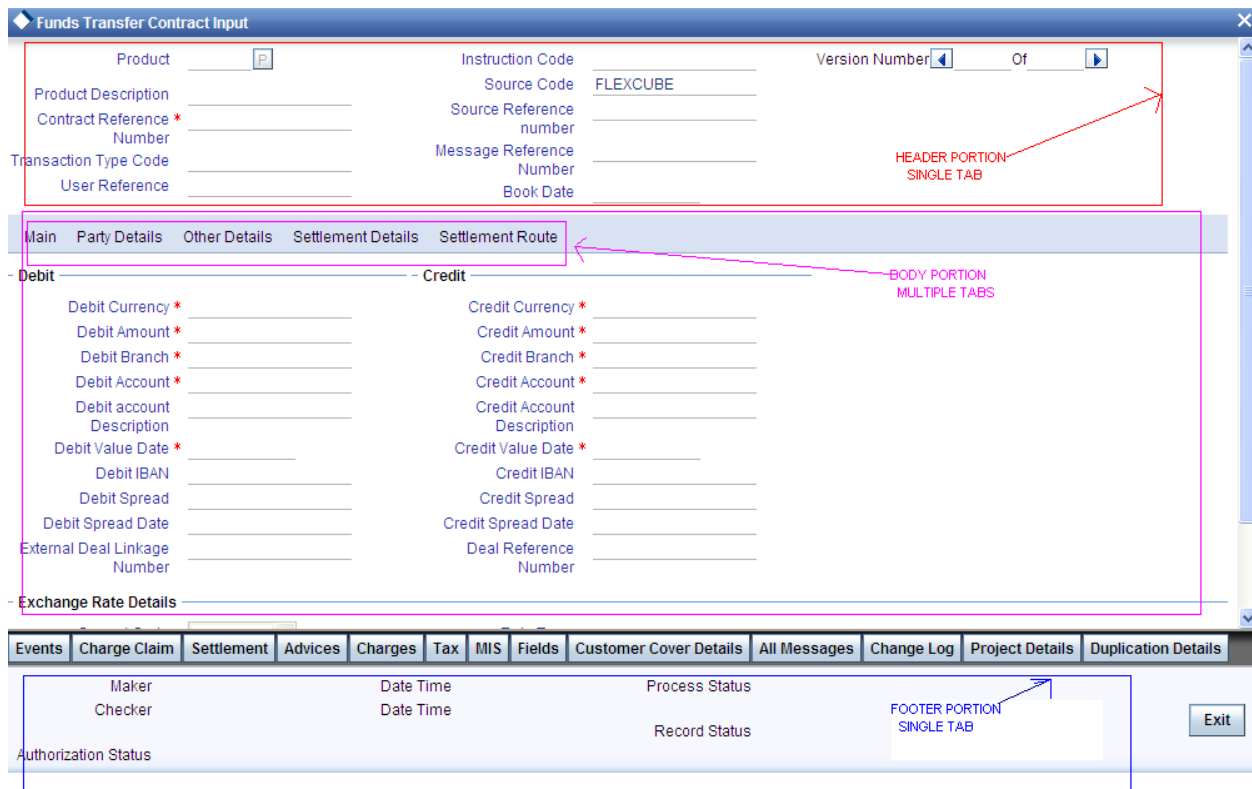 Funds Transfer Contract Input
Product P Instruction Code Version Number Of
Source Code FLEXCUBE
Product Description
Source Reference
number
Contract Reference *
Number
Message Reference
Number
Transaction Type Code
HEADER PORTION
SINGLE TAB
User Reference Book Date
Main Party Details Other Details Settlement Details Settlement Route
BODY PORTION
MULTIPLE TABS
Debit Credit
Debit Currency * Credit Currency *
Debit Amount * Credit Amount *
Debit Branch * Credit Branch *
Debit Account * Credit Account *
Debit account
Description
Credit Account
Description
Debit Value Date * Credit Value Date *
Debit IBAN Credit IBAN
Debit Spread Credit Spread
Debit Spread Date Credit Spread Date
External Deal Linkage
Number
Deal Reference
Number
Exchange Rate Details
Events Charge Claim Settlement Advices Charges Tax MIS Fields Customer Cover Details All Messages Change Log Project Details Duplication Details
Maker Date Time Process Status
Checker Date Time
FOOTER PORTION
SINGLE TAB
Record Status
Exit
Authorization Status